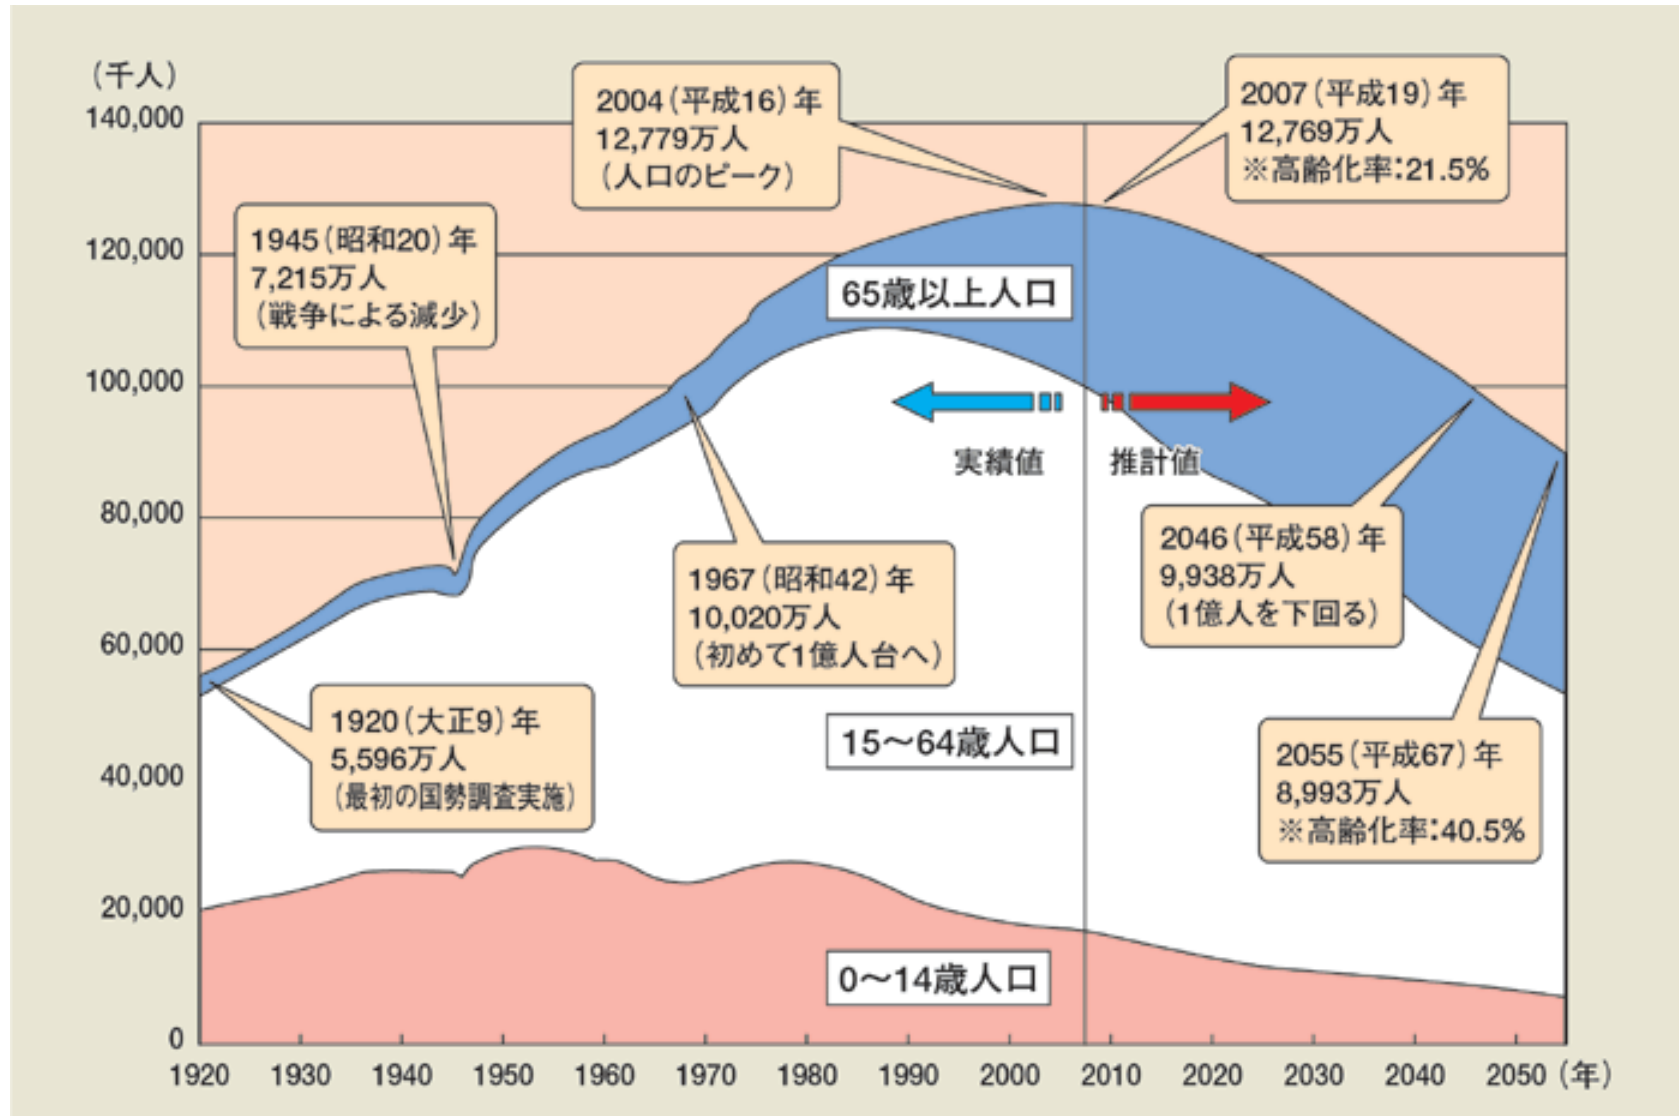 (千人)
140,000
120,000
100,000
80,000
60,000
40,000
20,000
0
1920
1930
1940
1950
1960
1970
1980
1990
2000
2010
2020
2030
2040
2050
(年)
2004(平成16)年
12,779万人
(人口のピーク)
2007(平成19)年
12,769万人
※高齢化率:21.5%
1945(昭和20)年
7,215万人
(戦争による減少)
65歳以上人口
実績値
推計値
1967(昭和42)年
10,020万人
(初めて1億人台へ)
2046(平成58)年
9,938万人
(1億人を下回る)
1920(大正9)年
5,596万人
(最初の国勢調査実施)
15〜64歳人口
2055(平成67)年
8,993万人
※高齢化率:40.5%
0〜14歳人口